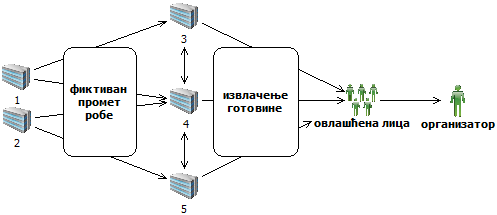 3
фиктиван
промет
робе
извлачење
готовине
1
4
2
овлашћена лица
организатор
5